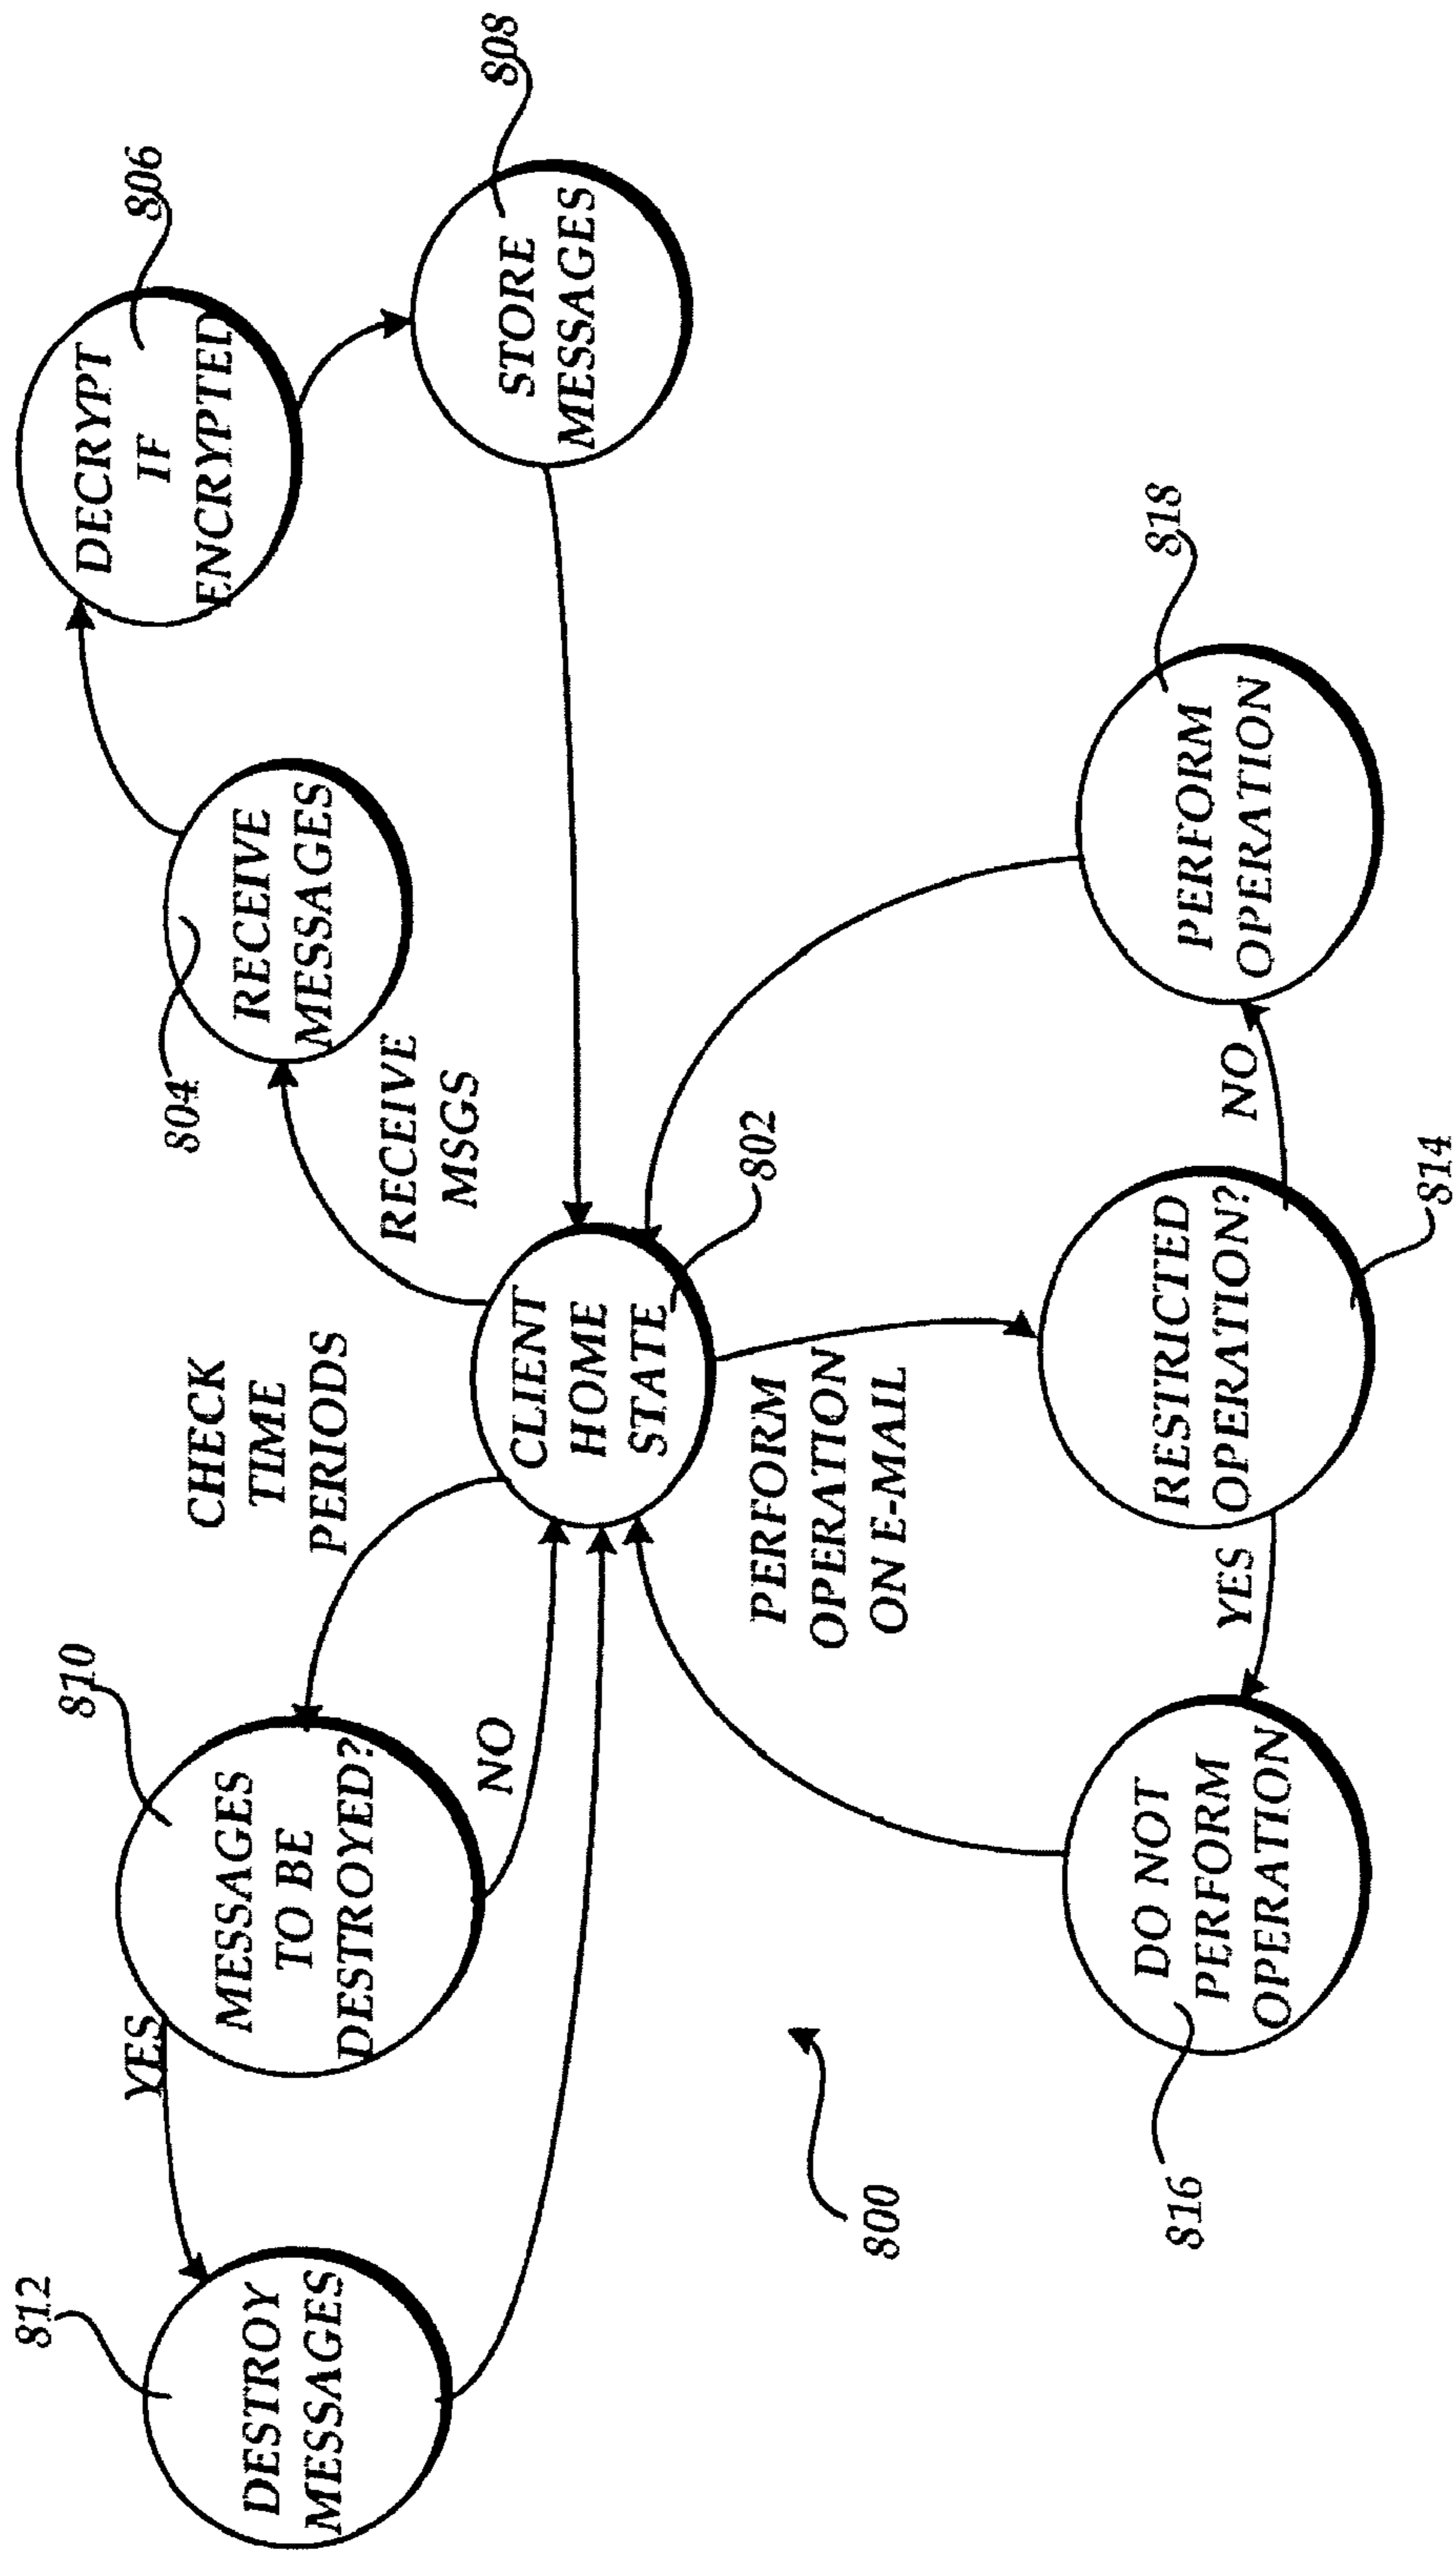 812
DESTROY
MESSAGES
YES
810
MESSAGES
TO BE
DESTROYED?
NO
CHECK
TIME
PERIODS
CLIENT
HOME
STATE
802
RECEIVE
MSGS
804
RECEIVE
MESSAGES
806
DECRYPT
IF
ENCRYPTED
808
STORE
MESSAGES
PERFORM
OPERATION
ON E-MAIL
800
816
DO NOT
PERFORM
OPERATION
YES
RESTRICTED
OPERATION?
814
NO
PERFORM
OPERATION
818